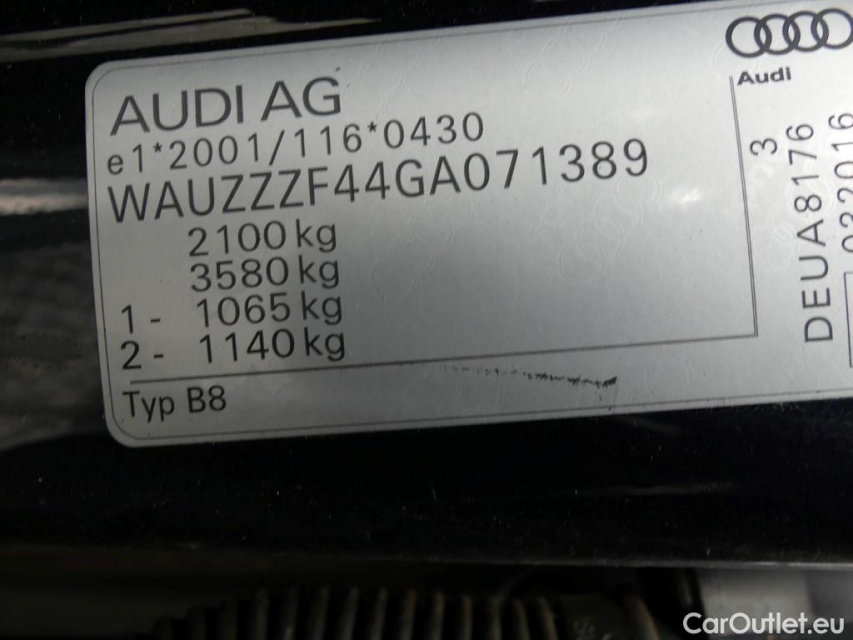 AUDI AG
e1*2001/116*0430
WAUZZZF44GA071389
2100 kg
3580 kg
1 - 1065 kg
2 - 1140 kg
Typ B8
Audi
3
DEUA8176
CarOutlet.eu